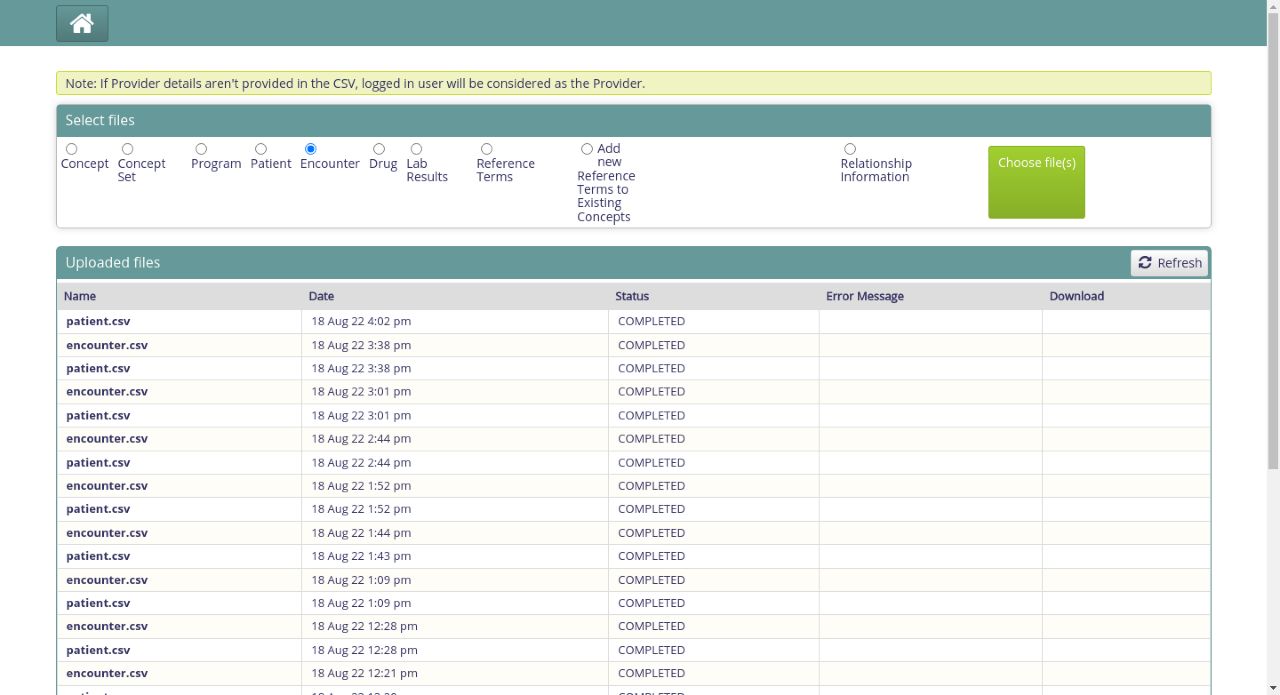 Note: If Provider details aren't provided in the CSV, logged in user will be considered as the Provider.
Select files
Concept
Concept Set
Program
Patient
Encounter
Drug
Lab Results
Reference Terms
Add new Reference Terms to Existing Concepts
Relationship Information
Choose file(s)
Uploaded files
Refresh
Name Date Status Error Message Download
patient.csv 18 Aug 22 4:02 pm COMPLETED
encounter.csv 18 Aug 22 3:38 pm COMPLETED
patient.csv 18 Aug 22 3:38 pm COMPLETED
encounter.csv 18 Aug 22 3:01 pm COMPLETED
patient.csv 18 Aug 22 3:01 pm COMPLETED
encounter.csv 18 Aug 22 2:44 pm COMPLETED
patient.csv 18 Aug 22 2:44 pm COMPLETED
encounter.csv 18 Aug 22 1:52 pm COMPLETED
patient.csv 18 Aug 22 1:52 pm COMPLETED
encounter.csv 18 Aug 22 1:44 pm COMPLETED
patient.csv 18 Aug 22 1:43 pm COMPLETED
encounter.csv 18 Aug 22 1:09 pm COMPLETED
patient.csv 18 Aug 22 1:09 pm COMPLETED
encounter.csv 18 Aug 22 12:28 pm COMPLETED
patient.csv 18 Aug 22 12:28 pm COMPLETED
encounter.csv 18 Aug 22 12:21 pm COMPLETED